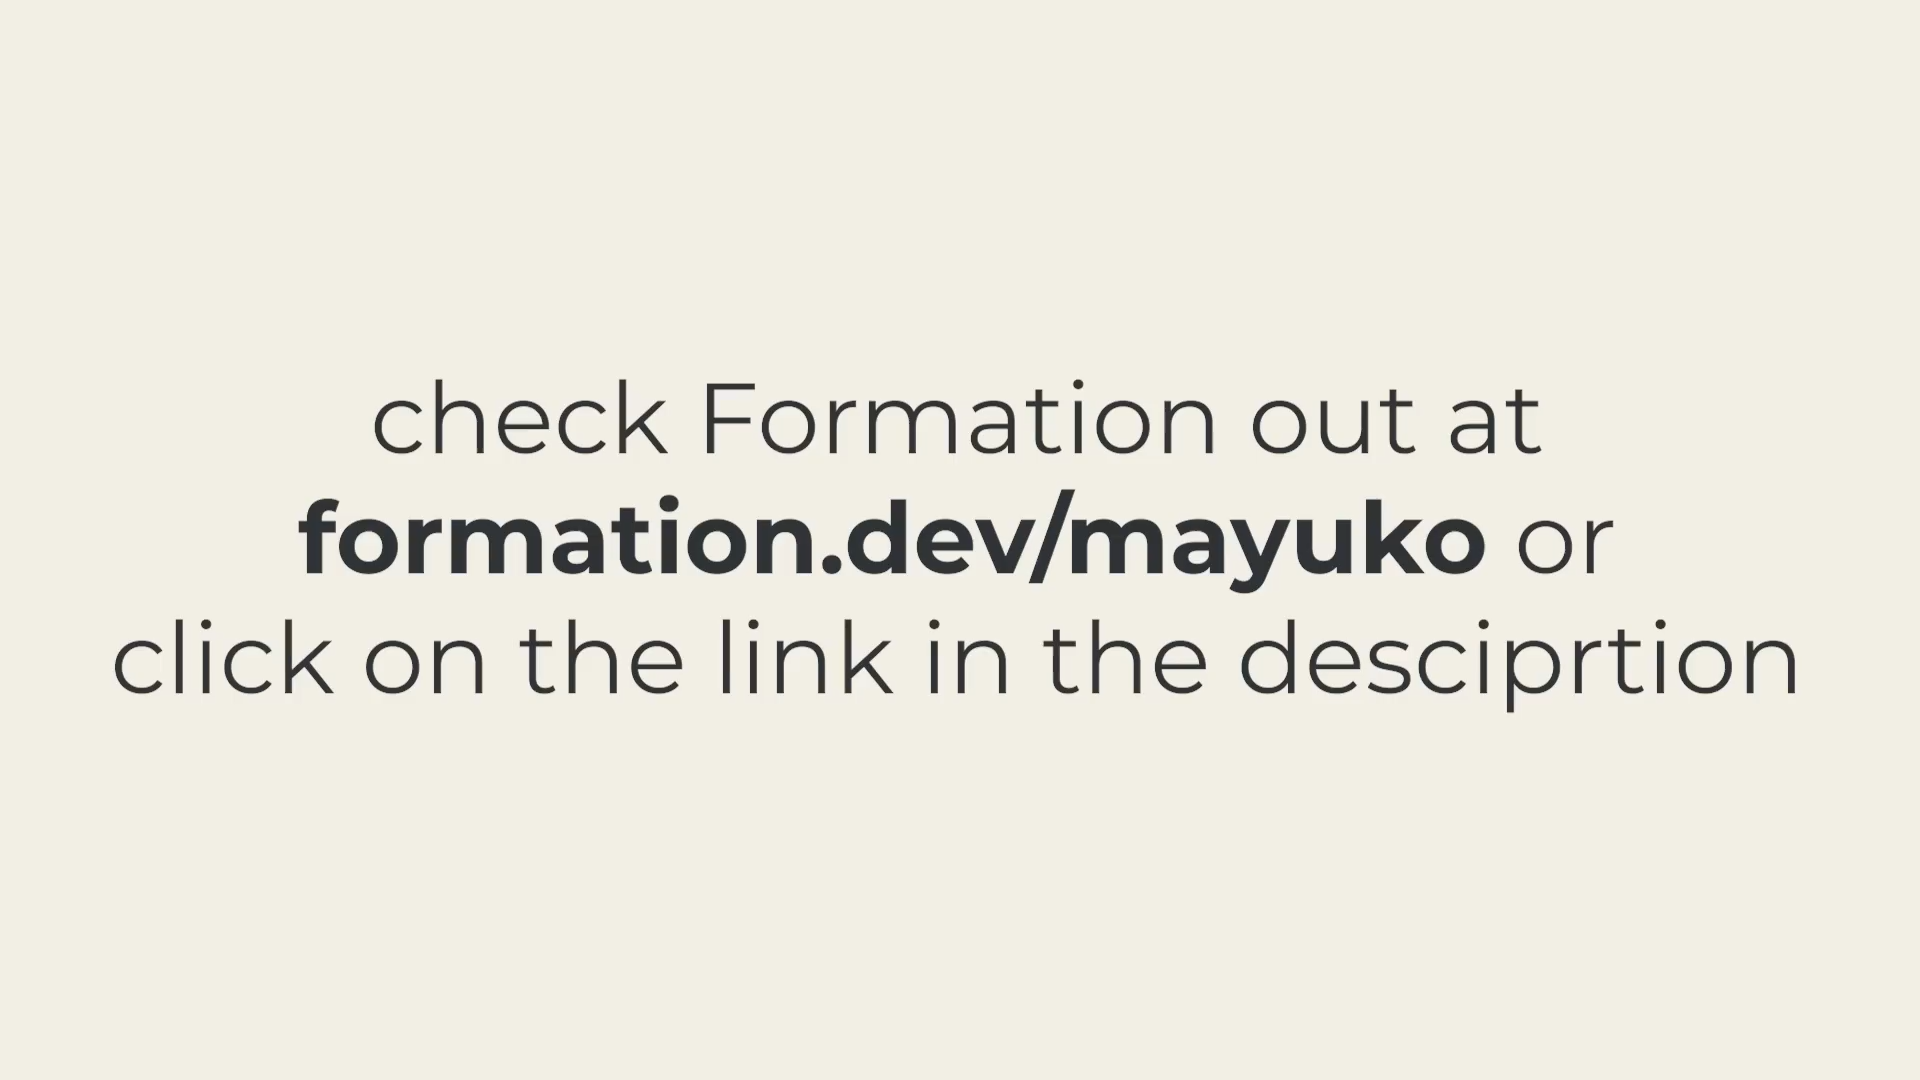 check Formation out at
formation.dev/mayuko or
click on the link in the desciprtion